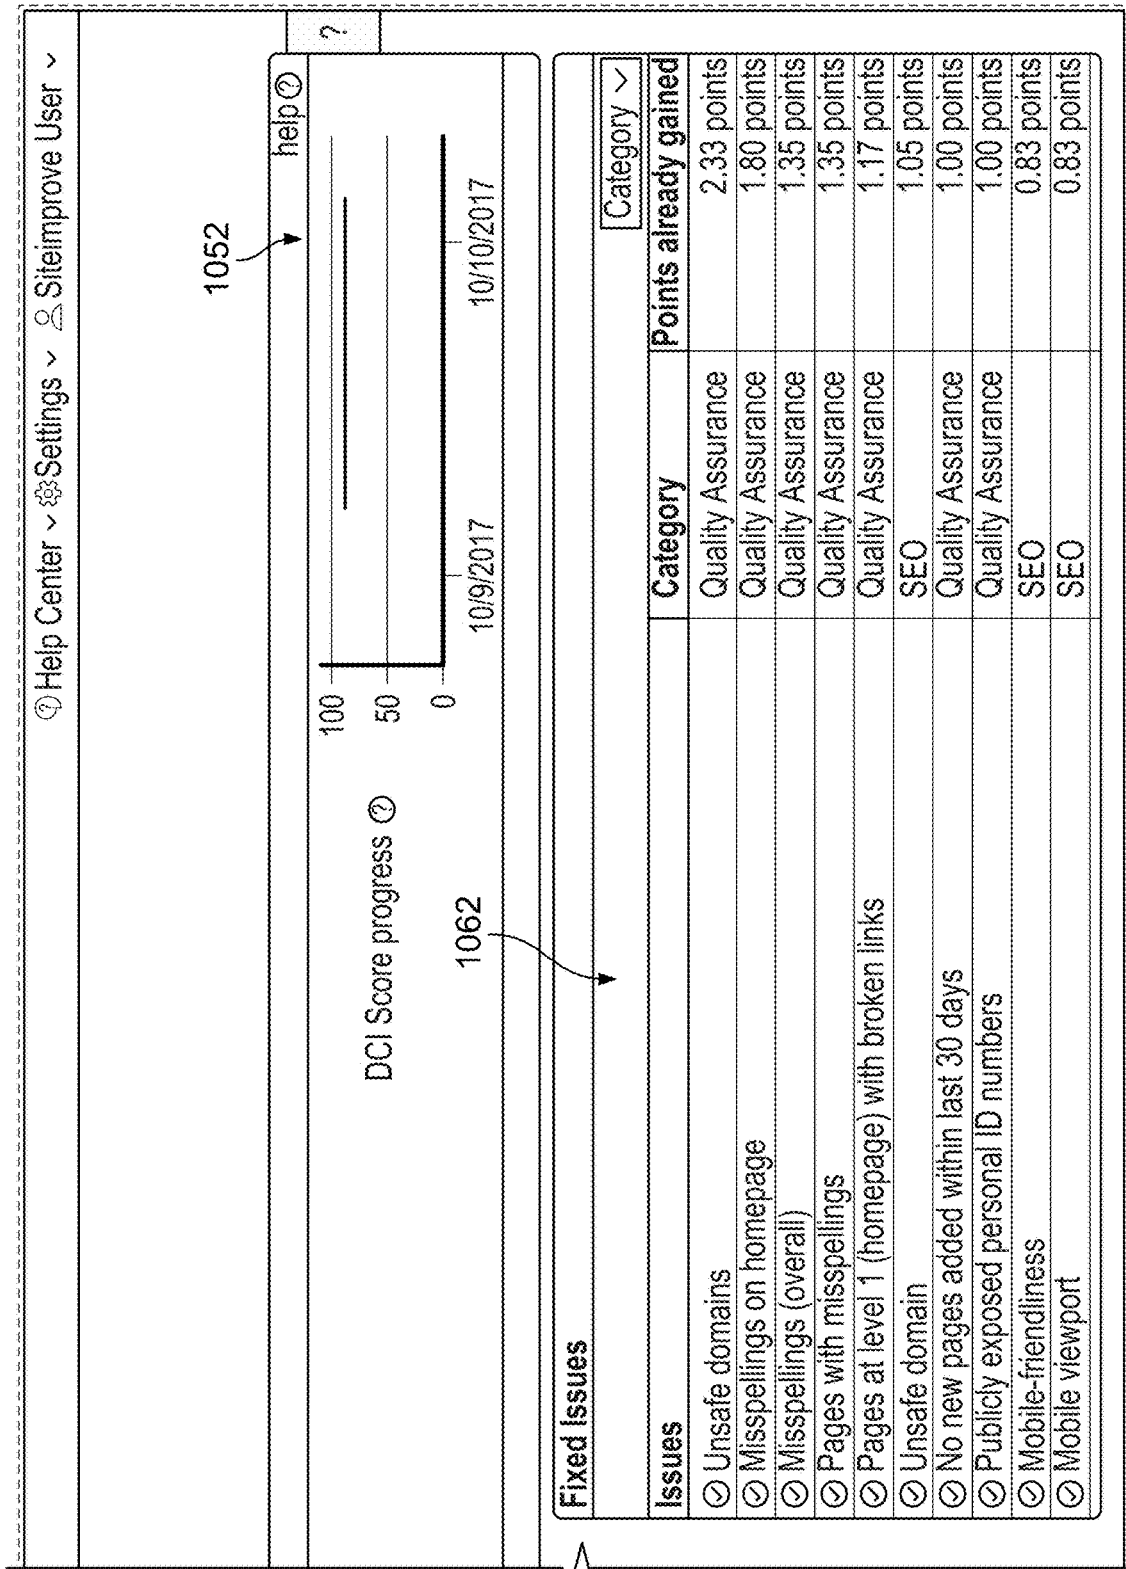 Help Center Settings Siteimprove User
1052
help ?
?
DCI Score progress ?
100
50
0
10/9/2017 10/10/2017
1062
Fixed Issues
Category
Issues Category Points already gained
Unsafe domains Quality Assurance 2.33 points
Misspellings on homepage Quality Assurance 1.80 points
Misspellings (overall) Quality Assurance 1.35 points
Pages with misspellings Quality Assurance 1.35 points
Pages at level 1 (homepage) with broken links Quality Assurance 1.17 points
Unsafe domain SEO 1.05 points
No new pages added within last 30 days Quality Assurance 1.00 points
Publicly exposed personal ID numbers Quality Assurance 1.00 points
Mobile-friendliness SEO 0.83 points
Mobile viewport SEO 0.83 points